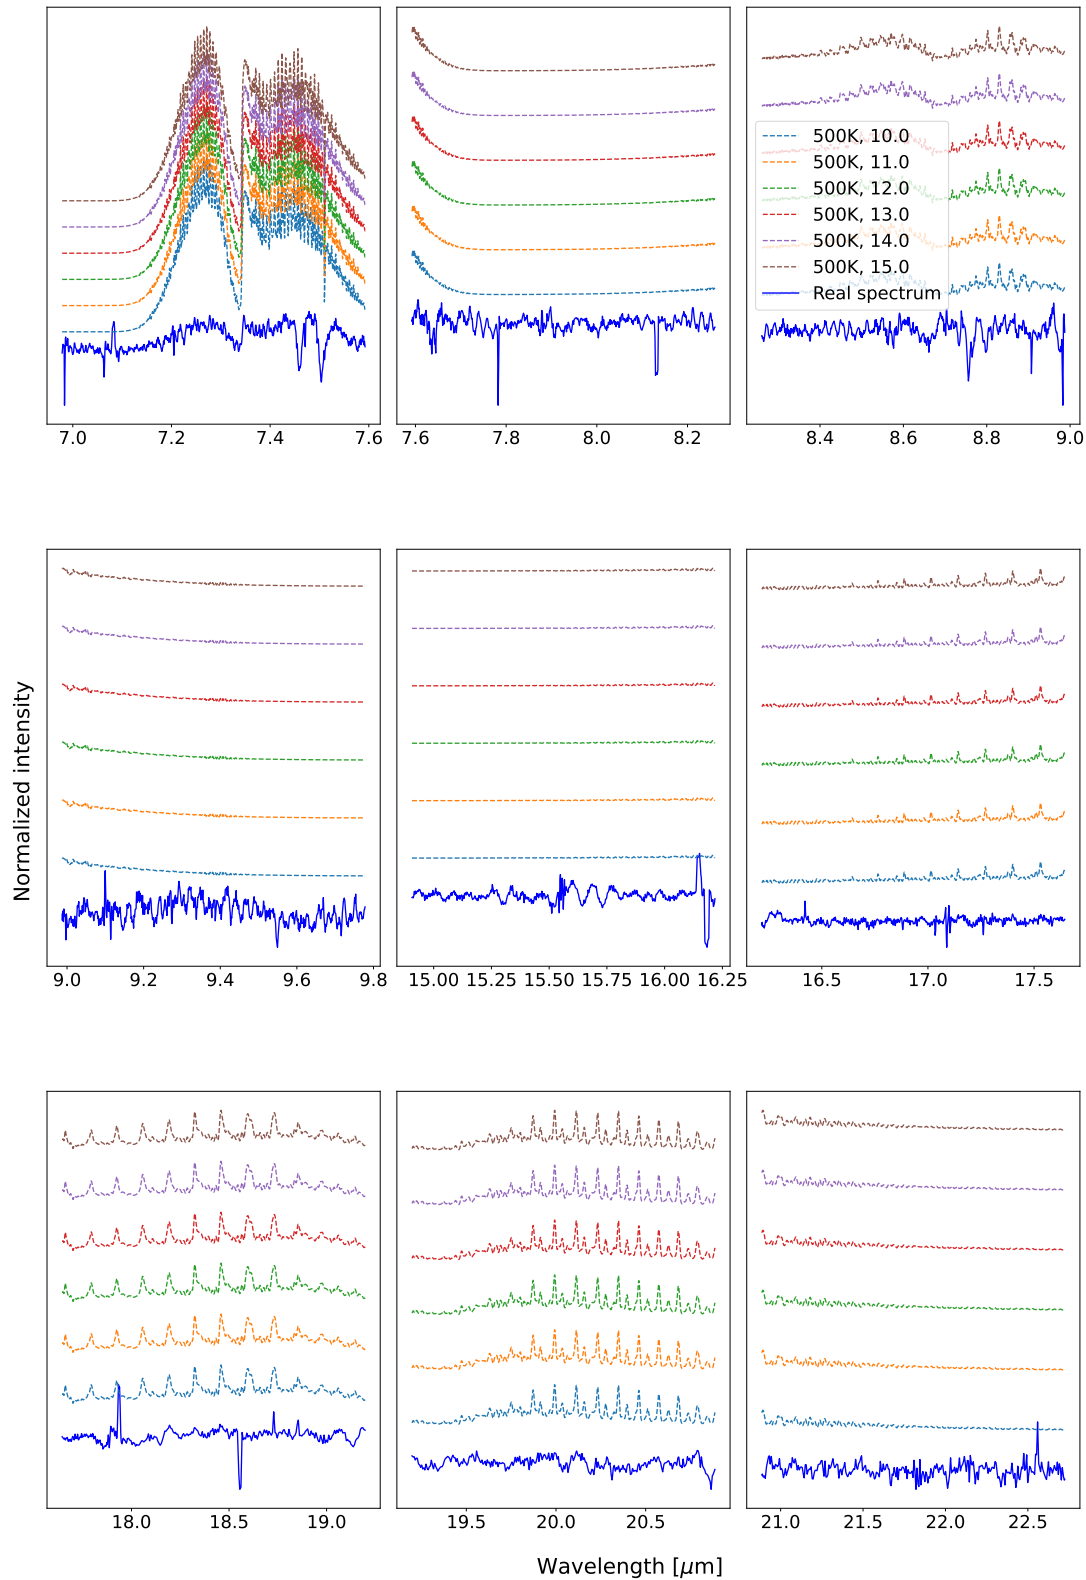 7.0 7.2 7.4 7.6
7.6 7.8 8.0 8.2
8.4 8.6 8.8 9.0
500K, 10.0
500K, 11.0
500K, 12.0
500K, 13.0
500K, 14.0
500K, 15.0
Real spectrum
9.0 9.2 9.4 9.6 9.8
15.00 15.25 15.50 15.75 16.00 16.25
16.5 17.0 17.5
Normalized intensity
18.0 18.5 19.0
19.5 20.0 20.5
21.0 21.5 22.0 22.5
Wavelength [μm]